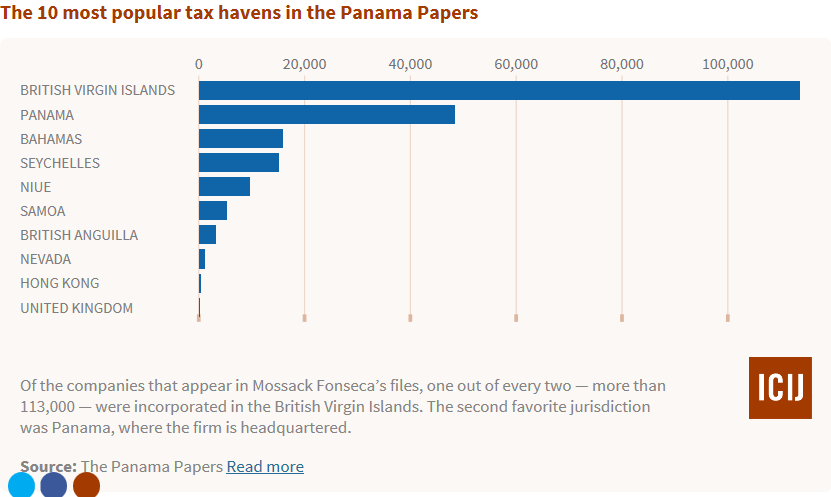 The 10 most popular tax havens in the Panama Papers
0 20,000 40,000 60,000 80,000 100,000
BRITISH VIRGIN ISLANDS
PANAMA
BAHAMAS
SEYCHELLES
NIUE
SAMOA
BRITISH ANGUILLA
NEVADA
HONG KONG
UNITED KINGDOM
Of the companies that appear in Mossack Fonseca's files, one out of every two — more than
113,000 — were incorporated in the British Virgin Islands. The second favorite jurisdiction
was Panama, where the firm is headquartered.
ICIJ
Source: The Panama Papers Read more